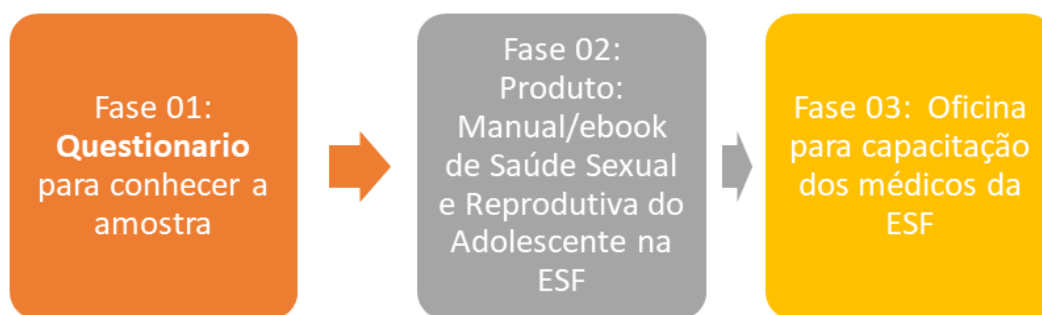 Fase 01:
Questionario
para conhecer a
amostra
Fase 02:
Produto:
Manual/ebook
de Saúde Sexual
e Reprodutiva do
Adolescente na
ESF
Fase 03:  Oficina
para capacitação
dos médicos da
ESF